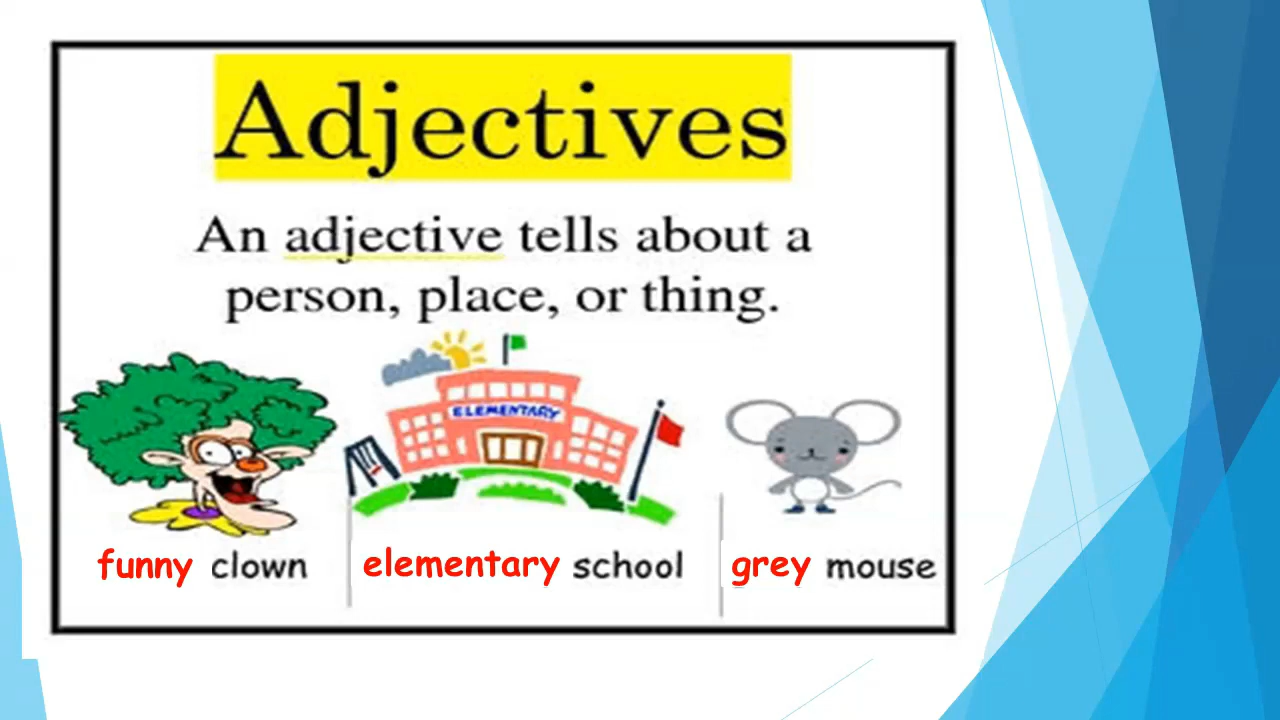 Adjectives
An adjective tells about a
person, place, or thing.
ELEMENTARY
funny clown
elementary school
grey mouse